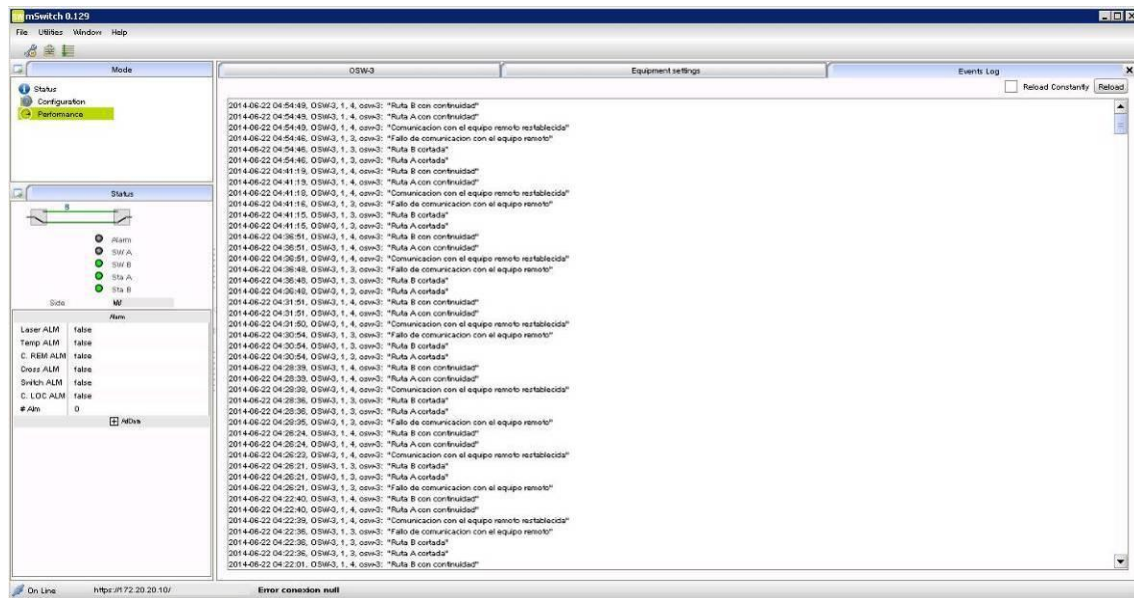 mSwitch 0.129
File Utilities Window Help
Mode
Status
Configuration
Performance
Status
B
Alarm
SW A
SW B
Sta A
Sta B
Side W
Alarm
Laser ALM false
Temp ALM false
C. REM ALM false
Cross ALM false
Switch ALM false
C. LOC ALM false
# Alm 0
OSW-3 Equipment settings Events Log
Reload Constantly Reload
2014-06-22 04:54:49, OSW-3, 1, 4, osw-3: "Ruta B con continuidad"
2014-06-22 04:54:49, OSW-3, 1, 4, osw-3: "Ruta A con continuidad"
2014-06-22 04:54:49, OSW-3, 1, 4, osw-3: "Comunicacion con el equipo remoto restablecida"
2014-06-22 04:54:46, OSW-3, 1, 3, osw-3: "Fallo de comunicacion con el equipo remoto"
2014-06-22 04:54:46, OSW-3, 1, 3, osw-3: "Ruta B cortada"
2014-06-22 04:54:46, OSW-3, 1, 3, osw-3: "Ruta A cortada"
2014-06-22 04:41:19, OSW-3, 1, 4, osw-3: "Ruta B con continuidad"
2014-06-22 04:41:19, OSW-3, 1, 4, osw-3: "Ruta A con continuidad"
2014-06-22 04:41:18, OSW-3, 1, 4, osw-3: "Comunicacion con el equipo remoto restablecida"
2014-06-22 04:41:16, OSW-3, 1, 3, osw-3: "Fallo de comunicacion con el equipo remoto"
2014-06-22 04:41:15, OSW-3, 1, 3, osw-3: "Ruta B cortada"
2014-06-22 04:41:15, OSW-3, 1, 3, osw-3: "Ruta A cortada"
2014-06-22 04:36:51, OSW-3, 1, 4, osw-3: "Ruta B con continuidad"
2014-06-22 04:36:51, OSW-3, 1, 4, osw-3: "Ruta A con continuidad"
2014-06-22 04:36:51, OSW-3, 1, 4, osw-3: "Comunicacion con el equipo remoto restablecida"
2014-06-22 04:36:48, OSW-3, 1, 3, osw-3: "Fallo de comunicacion con el equipo remoto"
2014-06-22 04:36:48, OSW-3, 1, 3, osw-3: "Ruta B cortada"
2014-06-22 04:36:48, OSW-3, 1, 3, osw-3: "Ruta A cortada"
2014-06-22 04:31:51, OSW-3, 1, 4, osw-3: "Ruta B con continuidad"
2014-06-22 04:31:51, OSW-3, 1, 4, osw-3: "Ruta A con continuidad"
2014-06-22 04:31:50, OSW-3, 1, 4, osw-3: "Comunicacion con el equipo remoto restablecida"
2014-06-22 04:30:54, OSW-3, 1, 3, osw-3: "Fallo de comunicacion con el equipo remoto"
2014-06-22 04:30:54, OSW-3, 1, 3, osw-3: "Ruta B cortada"
2014-06-22 04:30:54, OSW-3, 1, 3, osw-3: "Ruta A cortada"
2014-06-22 04:28:39, OSW-3, 1, 4, osw-3: "Ruta B con continuidad"
2014-06-22 04:28:39, OSW-3, 1, 4, osw-3: "Ruta A con continuidad"
2014-06-22 04:28:38, OSW-3, 1, 4, osw-3: "Comunicacion con el equipo remoto restablecida"
2014-06-22 04:28:36, OSW-3, 1, 3, osw-3: "Ruta B cortada"
2014-06-22 04:28:36, OSW-3, 1, 3, osw-3: "Ruta A cortada"
2014-06-22 04:28:35, OSW-3, 1, 3, osw-3: "Fallo de comunicacion con el equipo remoto"
2014-06-22 04:26:24, OSW-3, 1, 4, osw-3: "Ruta B con continuidad"
2014-06-22 04:26:24, OSW-3, 1, 4, osw-3: "Ruta A con continuidad"
2014-06-22 04:26:23, OSW-3, 1, 4, osw-3: "Comunicacion con el equipo remoto restablecida"
2014-06-22 04:26:21, OSW-3, 1, 3, osw-3: "Ruta B cortada"
2014-06-22 04:26:21, OSW-3, 1, 3, osw-3: "Ruta A cortada"
2014-06-22 04:26:21, OSW-3, 1, 3, osw-3: "Fallo de comunicacion con el equipo remoto"
2014-06-22 04:22:40, OSW-3, 1, 4, osw-3: "Ruta B con continuidad"
2014-06-22 04:22:40, OSW-3, 1, 4, osw-3: "Ruta A con continuidad"
2014-06-22 04:22:39, OSW-3, 1, 4, osw-3: "Comunicacion con el equipo remoto restablecida"
2014-06-22 04:22:36, OSW-3, 1, 3, osw-3: "Fallo de comunicacion con el equipo remoto"
2014-06-22 04:22:36, OSW-3, 1, 3, osw-3: "Ruta B cortada"
2014-06-22 04:22:36, OSW-3, 1, 3, osw-3: "Ruta A cortada"
2014-06-22 04:22:01, OSW-3, 1, 4, osw-3: "Ruta B con continuidad"
On Line https://172.20.20.10/ Error conexion null